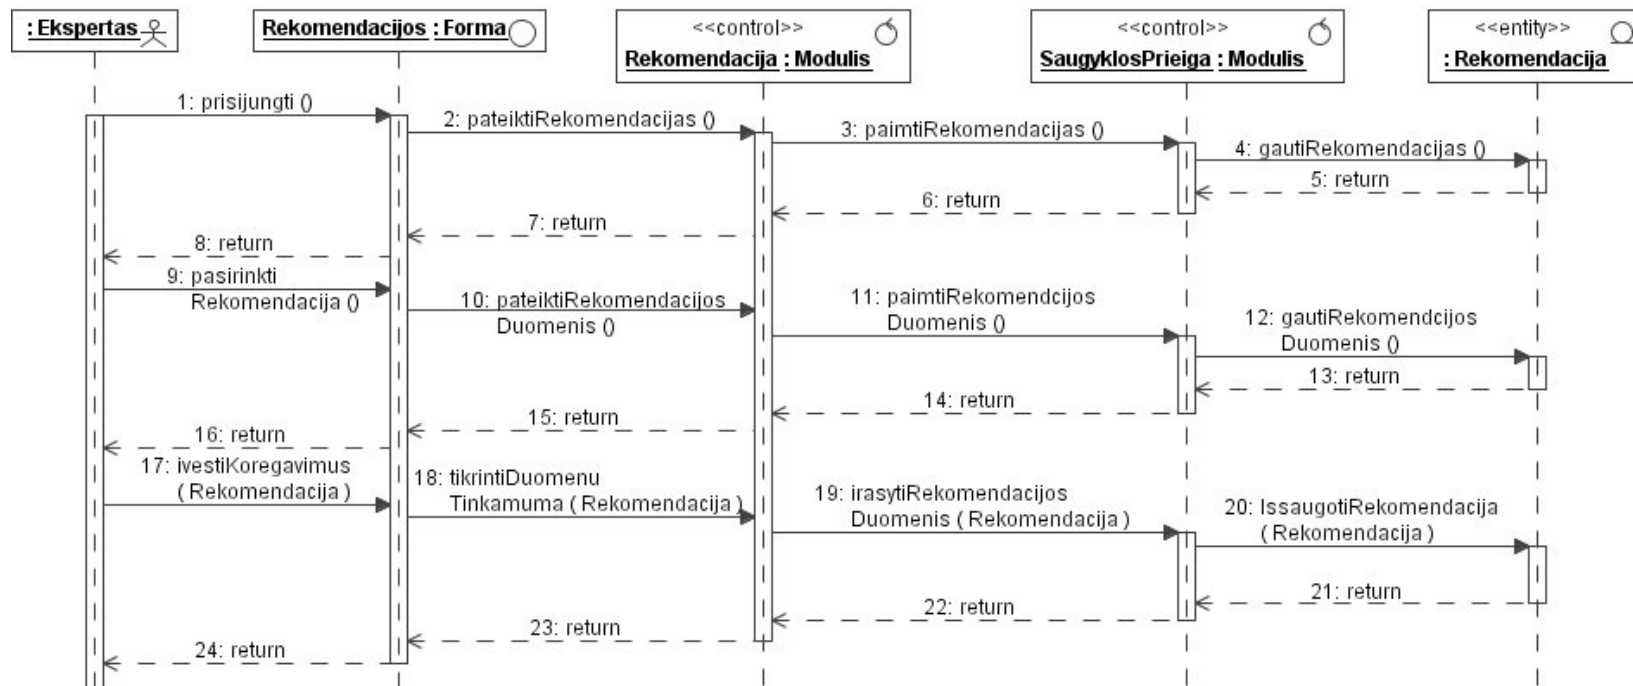 : Ekspertas
Rekomendacijos : Forma
<<control>>
Rekomendacija : Modulis
<<control>>
SaugyklosPrieiga : Modulis
<<entity>>
: Rekomendacija
1: prisijungti ()
2: pateiktiRekomendacijas ()
3: paimtiRekomendacijas ()
4: gautiRekomendacijas ()
5: return
6: return
7: return
8: return
9: pasirinkti
Rekomendacija ()
10: pateiktiRekomendacijos
Duomenis ()
11: paimtiRekomendcijos
Duomenis ()
12: gautiRekomendcijos
Duomenis ()
13: return
14: return
15: return
16: return
17: ivestiKoregavimus
( Rekomendacija )
18: tikrintiDuomenu
Tinkamuma ( Rekomendacija )
19: irasytiRekomendacijos
Duomenis ( Rekomendacija )
20: IssaugotiRekomendacija
( Rekomendacija )
21: return
22: return
23: return
24: return